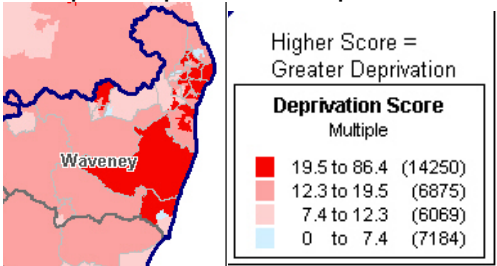 Waveney
Higher Score =
Greater Deprivation
Deprivation Score
Multiple
19.5 to 86.4 (14250)
12.3 to 19.5 (6875)
7.4 to 12.3 (6069)
0 to 7.4 (7184)